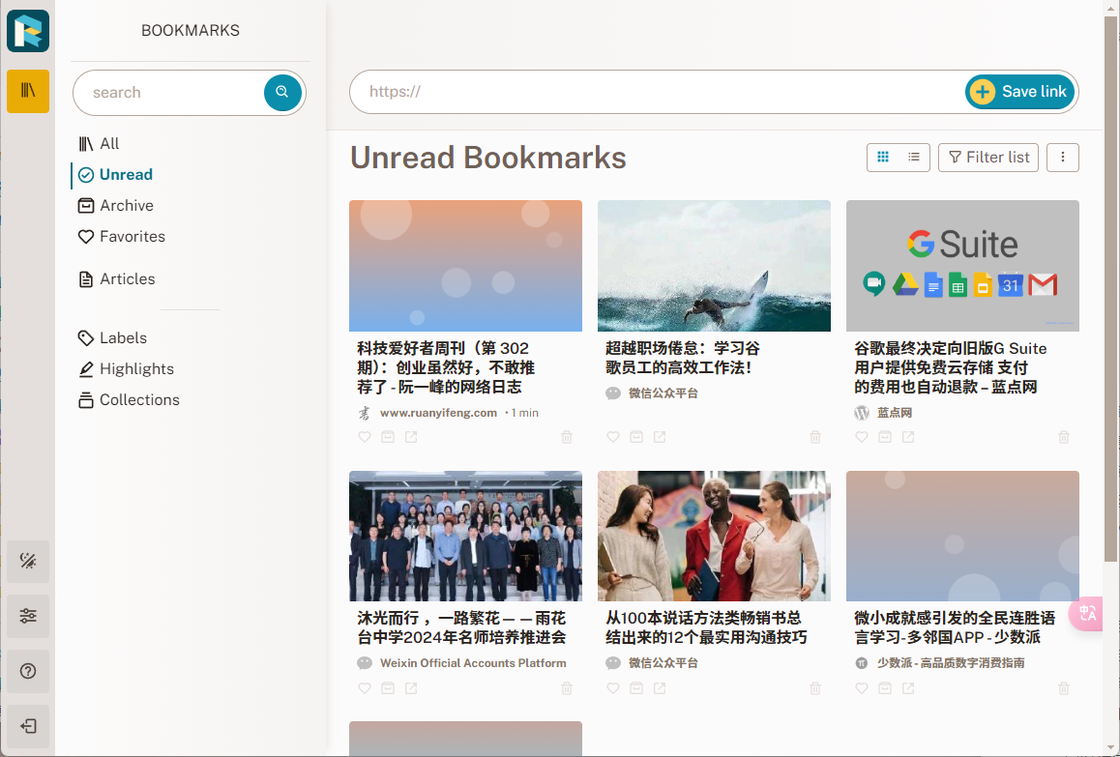 BOOKMARKS
search
All
Unread
Archive
Favorites
Articles
Labels
Highlights
Collections
https://
Save link
Unread Bookmarks
Filter list
科技爱好者周刊（第 302
期）：创业虽然好，不敢推
荐了 - 阮一峰的网络日志
www.ruanyifeng.com • 1 min
超越职场倦怠：学习谷
歌员工的高效工作法！
微信公众平台
G Suite
31
谷歌最终决定向旧版G Suite
用户提供免费云存储 支付
的费用也自动退款 – 蓝点网
蓝点网
沐光而行 ，一路繁花——雨花
台中学2024年名师培养推进会
Weixin Official Accounts Platform
从100本说话方法类畅销书总
结出来的12个最实用沟通技巧
微信公众平台
微小成就感引发的全民连胜语
言学习-多邻国APP - 少数派
少数派 - 高品质数字消费指南